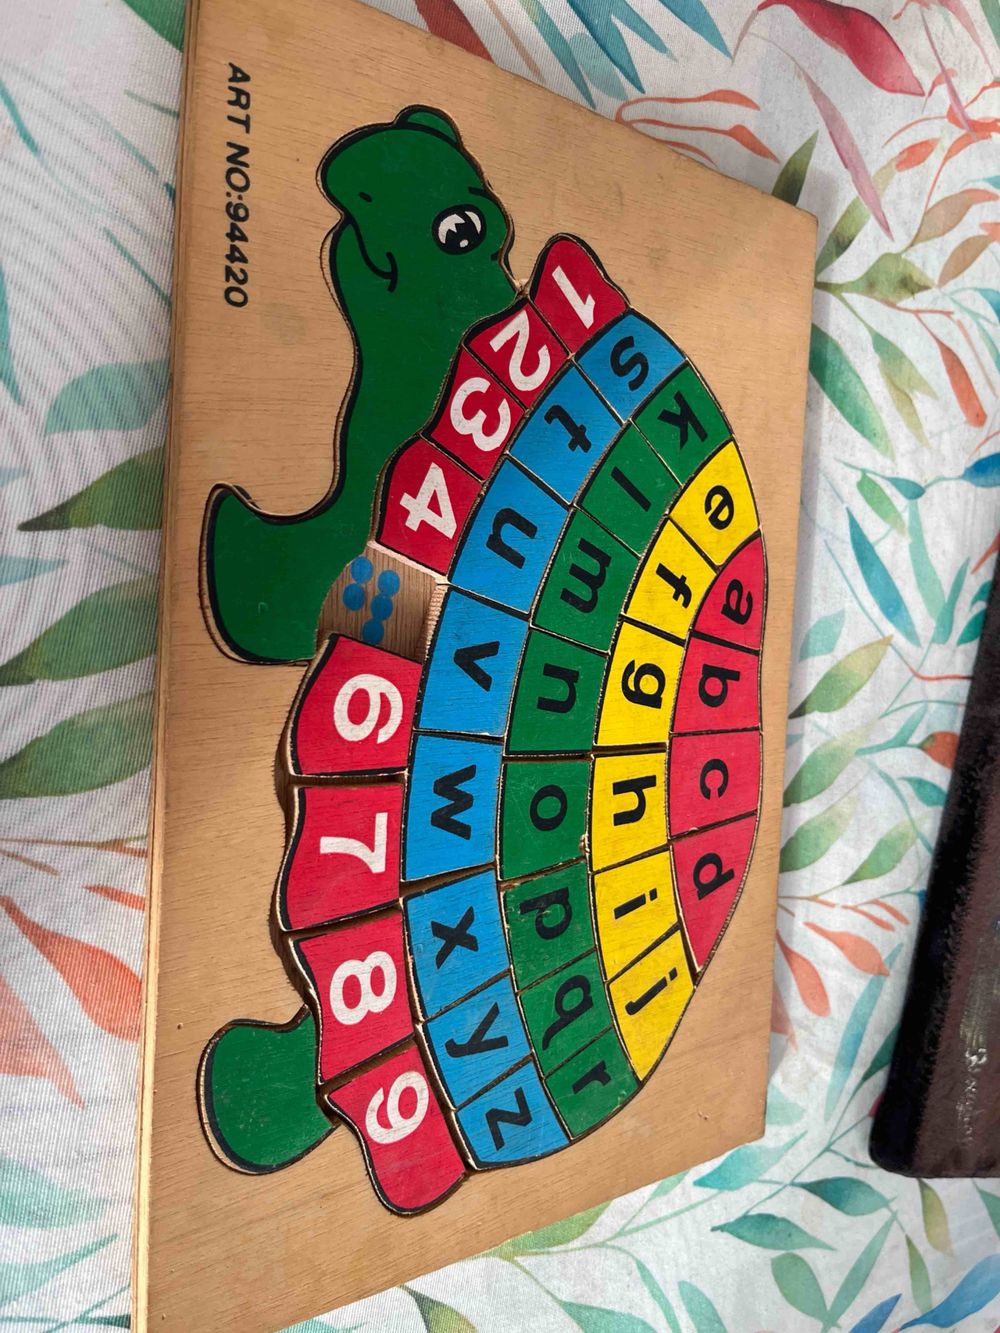 a b c d
e f g h i j
k l m n o p q r
s t u v w x y z
1 2 3 4 6 7 8 9
ART NO:94420